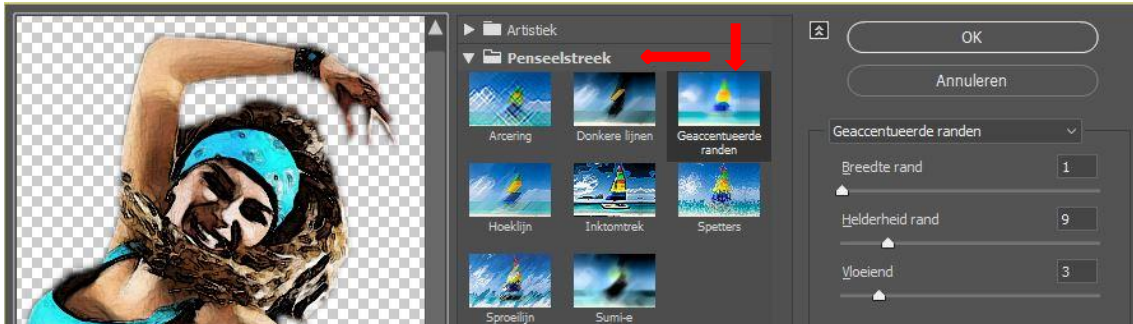 Artistiek
Penseelstreek
Arcering
Donkere lijnen
Geaccentueerde
randen
Hoeklijn
Inktomtrek
Spetters
Sproeilijn
Sumi-e
OK
Annuleren
Geaccentueerde randen
Breedte rand 1
Helderheid rand 9
Vloeiend 3